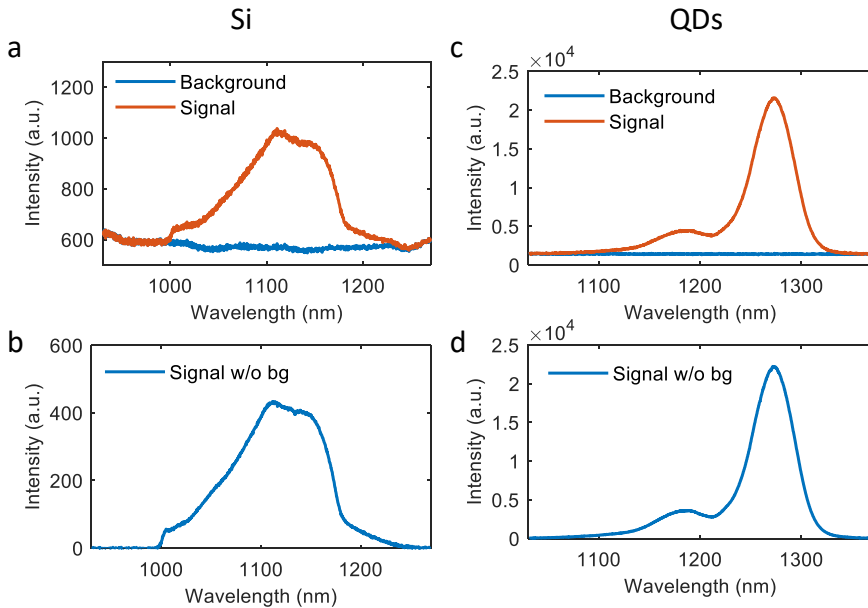 Si
QDs
a
1200
1000
800
600
Intensity (a.u.)
Background
Signal
1000 1100 1200
Wavelength (nm)
c
×10⁴
2.5
2
1.5
1
0.5
0
Intensity (a.u.)
Background
Signal
1100 1200 1300
Wavelength (nm)
b
600
400
200
0
Intensity (a.u.)
Signal w/o bg
1000 1100 1200
Wavelength (nm)
d
×10⁴
2.5
2
1.5
1
0.5
0
Intensity (a.u.)
Signal w/o bg
1100 1200 1300
Wavelength (nm)